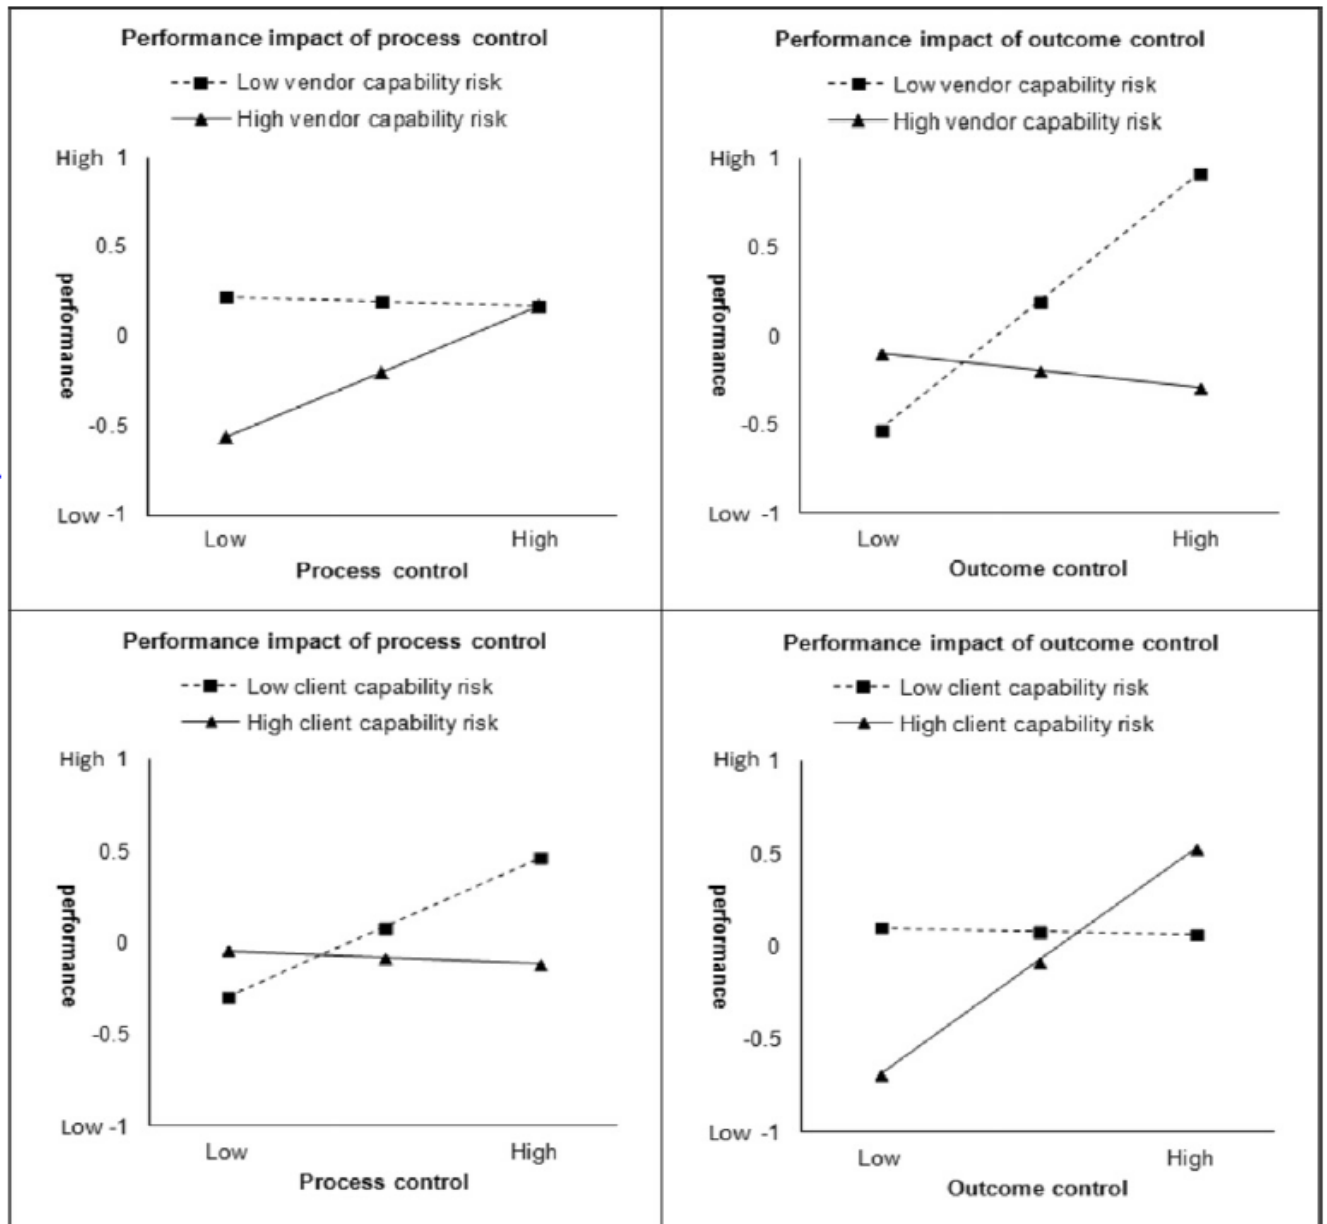 Performance impact of process control
Low vendor capability risk
High vendor capability risk
High 1
0.5
0
-0.5
Low -1
performance
Low High
Process control
Performance impact of outcome control
Low vendor capability risk
High vendor capability risk
High 1
0.5
0
-0.5
Low -1
performance
Low High
Outcome control
Performance impact of process control
Low client capability risk
High client capability risk
High 1
0.5
0
-0.5
Low -1
performance
Low High
Process control
Performance impact of outcome control
Low client capability risk
High client capability risk
High 1
0.5
0
-0.5
Low -1
performance
Low High
Outcome control